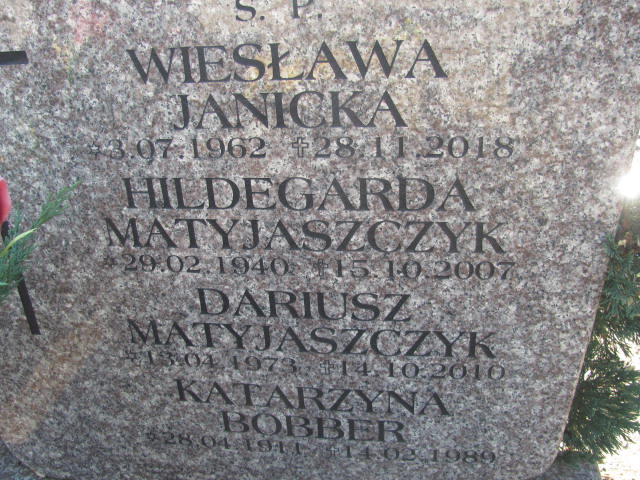 Ś. P.
WIESŁAWA
JANICKA
* 3.07.1962 ✝ 28.11.2018
HILDEGARDA
MATYJASZCZYK
* 29.02.1940 ✝ 15.10.2007
DARIUSZ
MATYJASZCZYK
* 13.04.1973 ✝ 14.10.2010
KATARZYNA
BOBBER
* 28.04.1911 ✝ 14.02.1989